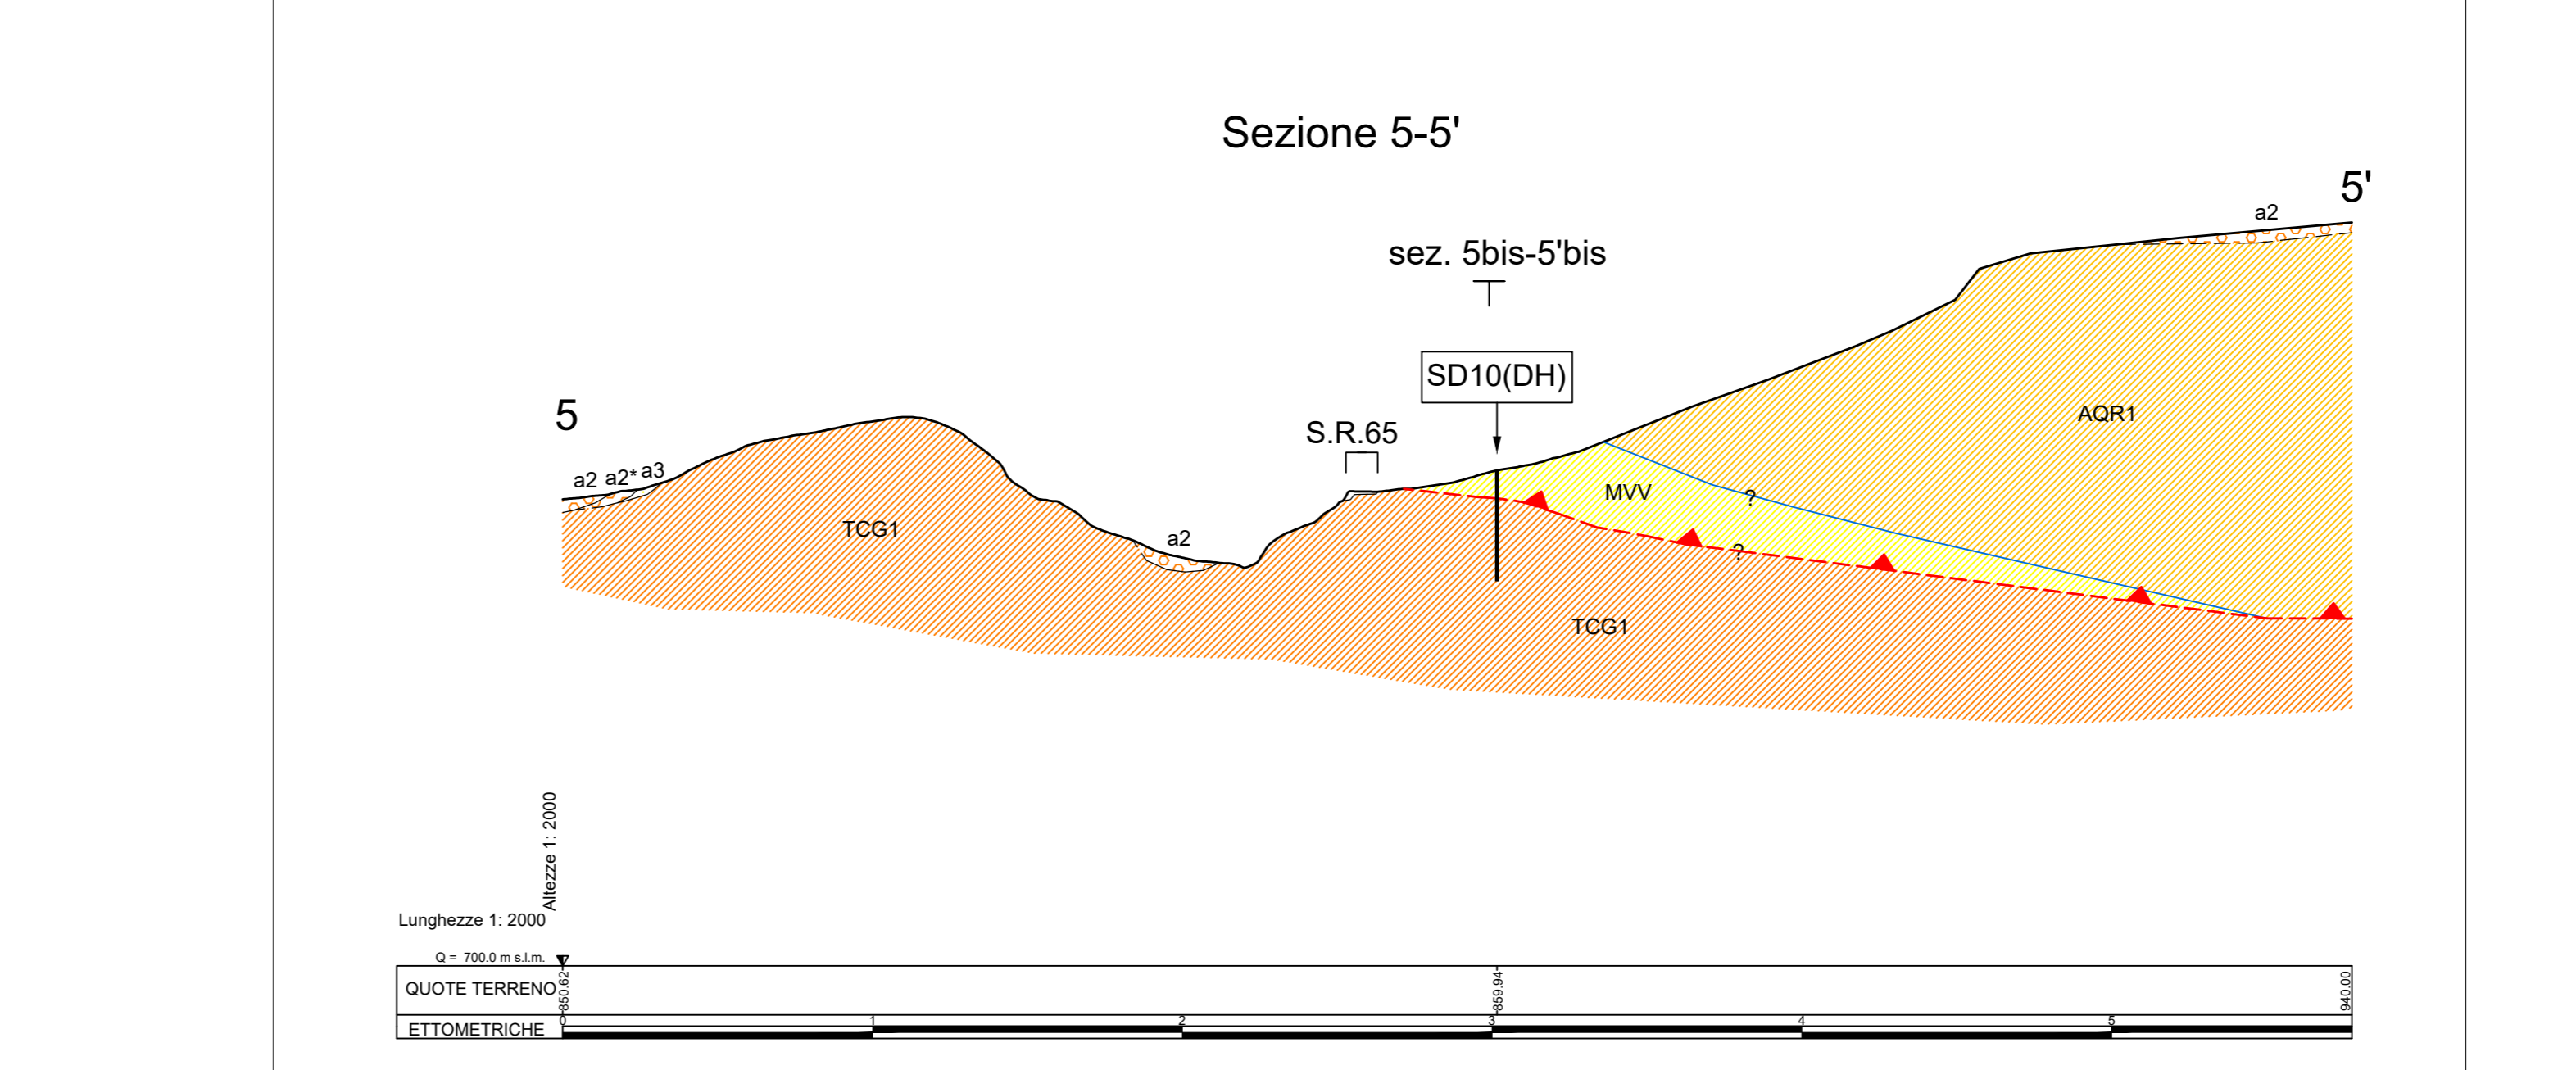 Sezione 5-5'
5'
a2
sez. 5bis-5'bis
SD10(DH)
5
S.R.65
AQR1
a2 a2* a3
MVV
?
TCG1
a2
?
TCG1
Altezze 1: 2000
Lunghezze 1: 2000
Q = 700.0 m s.l.m.
QUOTE TERRENO 850.62 859.94 940.00
ETTOMETRICHE 0 1 2 3 4 5